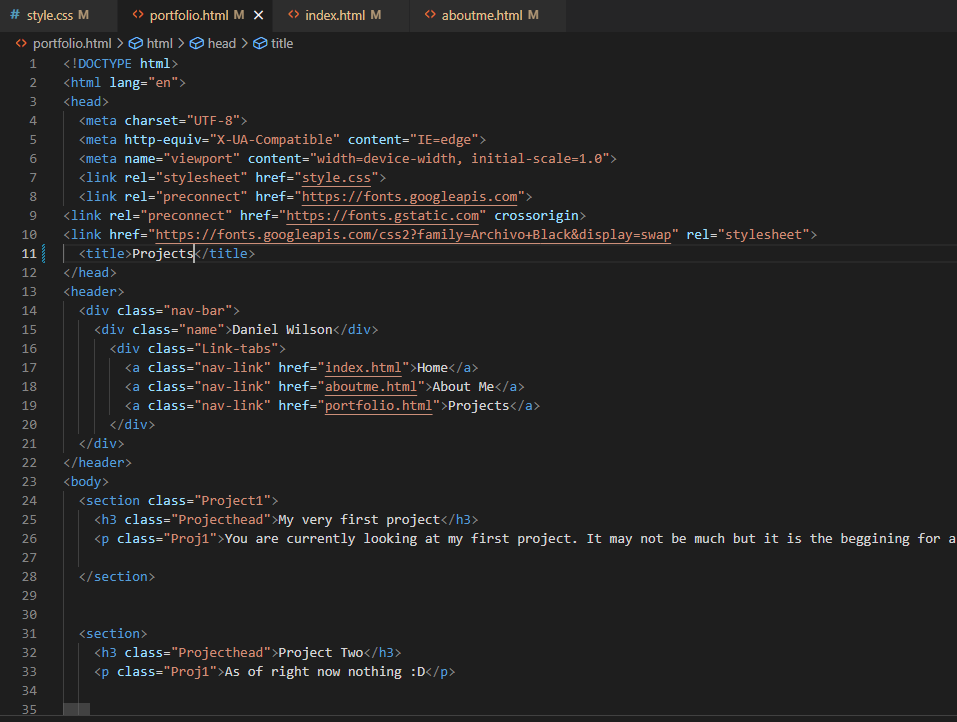 # style.css M <> portfolio.html M × <> index.html M <> aboutme.html M
<> portfolio.html > html > head > title
1 <!DOCTYPE html>
2 <html lang="en">
3 <head>
4 <meta charset="UTF-8">
5 <meta http-equiv="X-UA-Compatible" content="IE=edge">
6 <meta name="viewport" content="width=device-width, initial-scale=1.0">
7 <link rel="stylesheet" href="style.css">
8 <link rel="preconnect" href="https://fonts.googleapis.com">
9 <link rel="preconnect" href="https://fonts.gstatic.com" crossorigin>
10 <link href="https://fonts.googleapis.com/css2?family=Archivo+Black&display=swap" rel="stylesheet">
11 <title>Projects</title>
12 </head>
13 <header>
14 <div class="nav-bar">
15 <div class="name">Daniel Wilson</div>
16 <div class="Link-tabs">
17 <a class="nav-link" href="index.html">Home</a>
18 <a class="nav-link" href="aboutme.html">About Me</a>
19 <a class="nav-link" href="portfolio.html">Projects</a>
20 </div>
21 </div>
22 </header>
23 <body>
24 <section class="Project1">
25 <h3 class="Projecthead">My very first project</h3>
26 <p class="Proj1">You are currently looking at my first project. It may not be much but it is the beggining for a
27
28 </section>
29
30
31 <section>
32 <h3 class="Projecthead">Project Two</h3>
33 <p class="Proj1">As of right now nothing :D</p>
34
35